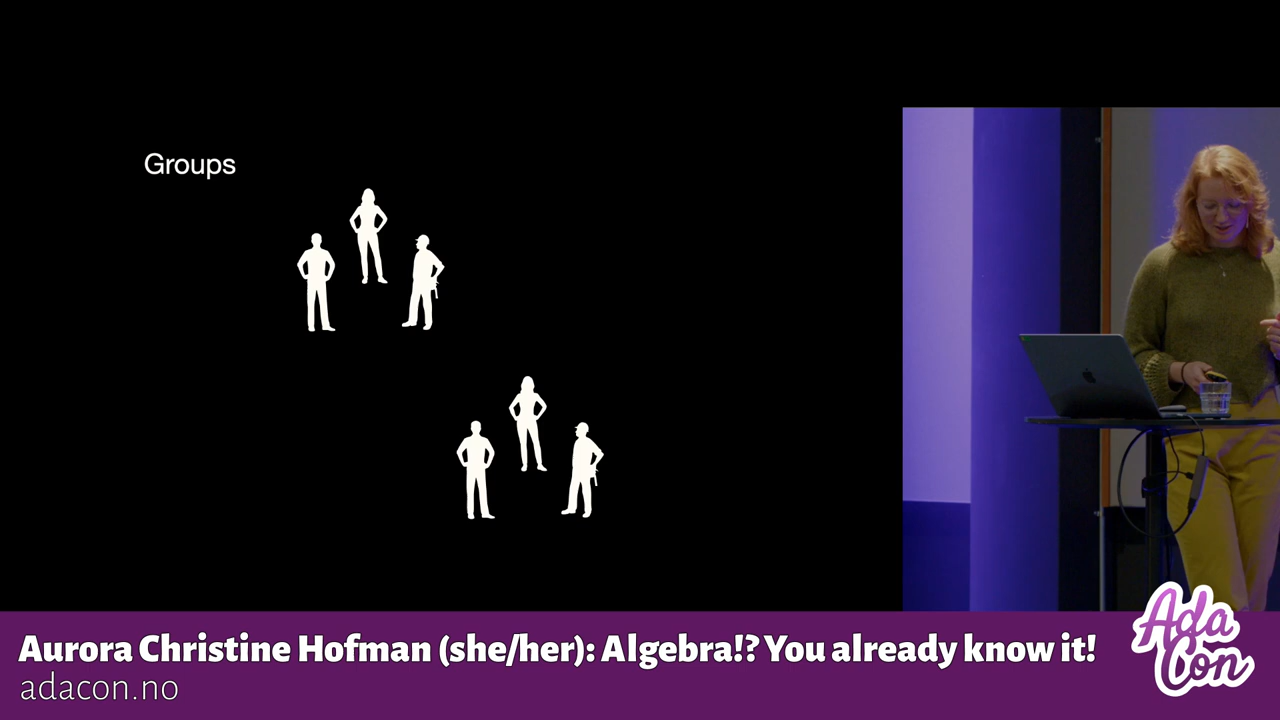 Groups
Aurora Christine Hofman (she/her): Algebra!? You already know it!
adacon.no
Ada
Con